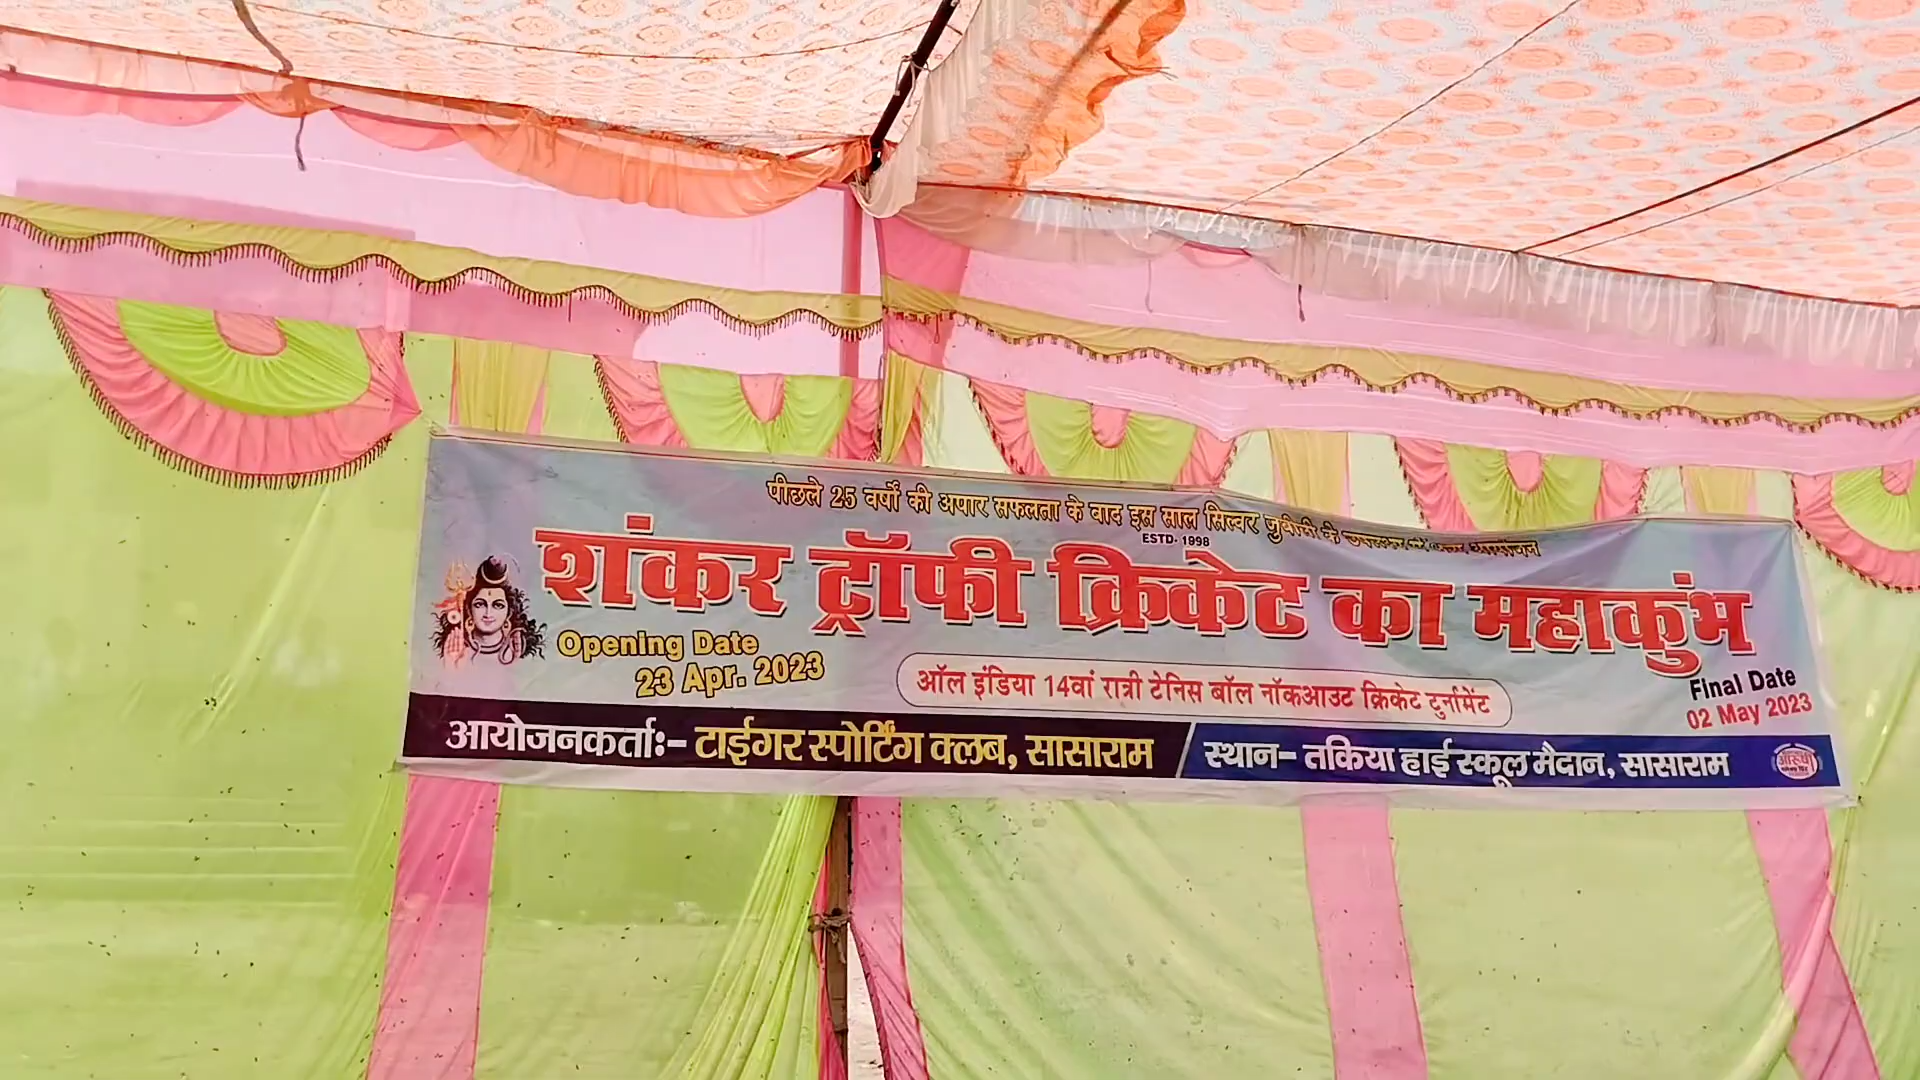 पीछले 25 वर्षों की अपार सफलता के बाद इस साल सिल्वर जुबीली के
ESTD- 1998
शंकर ट्रॉफी क्रिकेट का महाकुंभ
Opening Date
23 Apr. 2023
ऑल इंडिया 14वां रात्री टेनिस बॉल नॉकआउट क्रिकेट टुर्नामेंट
Final Date
02 May 2023
आयोजनकर्ताः- टाईगर स्पोर्टिंग क्लब, सासाराम
स्थान- तकिया हाई स्कूल मैदान, सासाराम